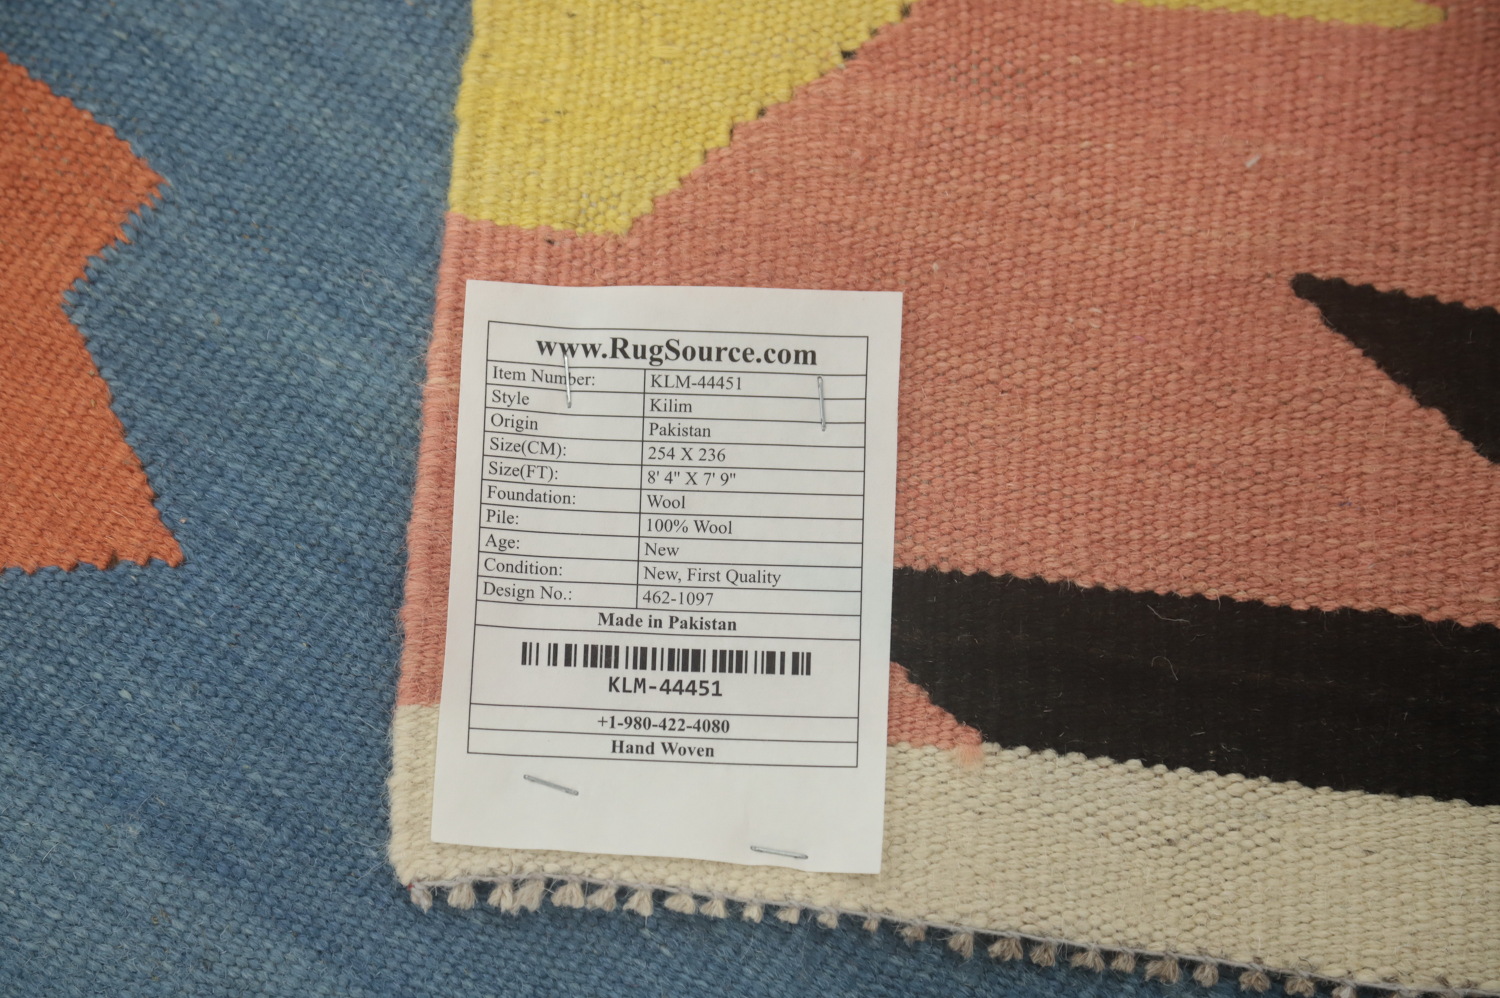 www.RugSource.com
Item Number: KLM-44451
Style Kilim
Origin Pakistan
Size(CM): 254 X 236
Size(FT): 8' 4" X 7' 9"
Foundation: Wool
Pile: 100% Wool
Age: New
Condition: New, First Quality
Design No.: 462-1097
Made in Pakistan
KLM-44451
+1-980-422-4080
Hand Woven